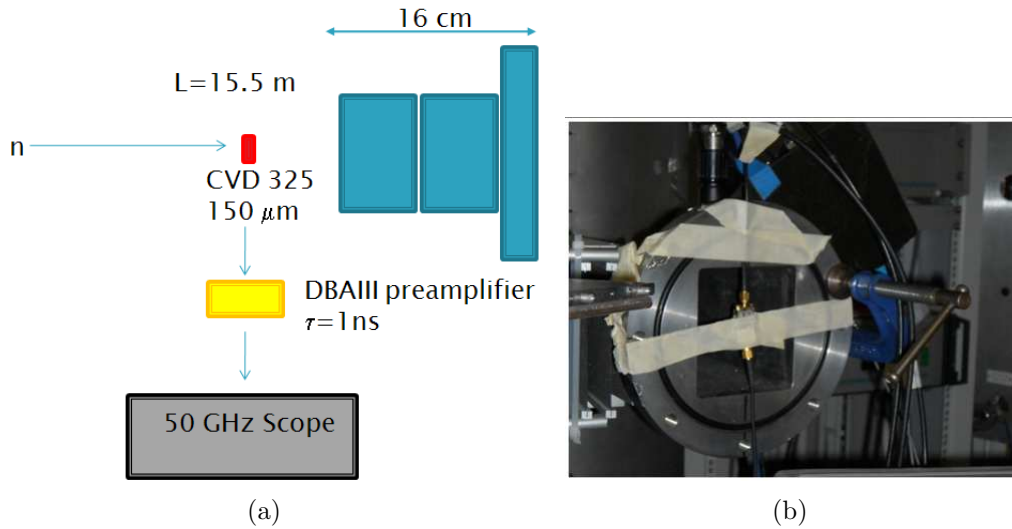 16 cm
L=15.5 m
n
CVD 325
150 μm
DBAIII preamplifier
τ=1ns
50 GHz Scope
(a)
(b)